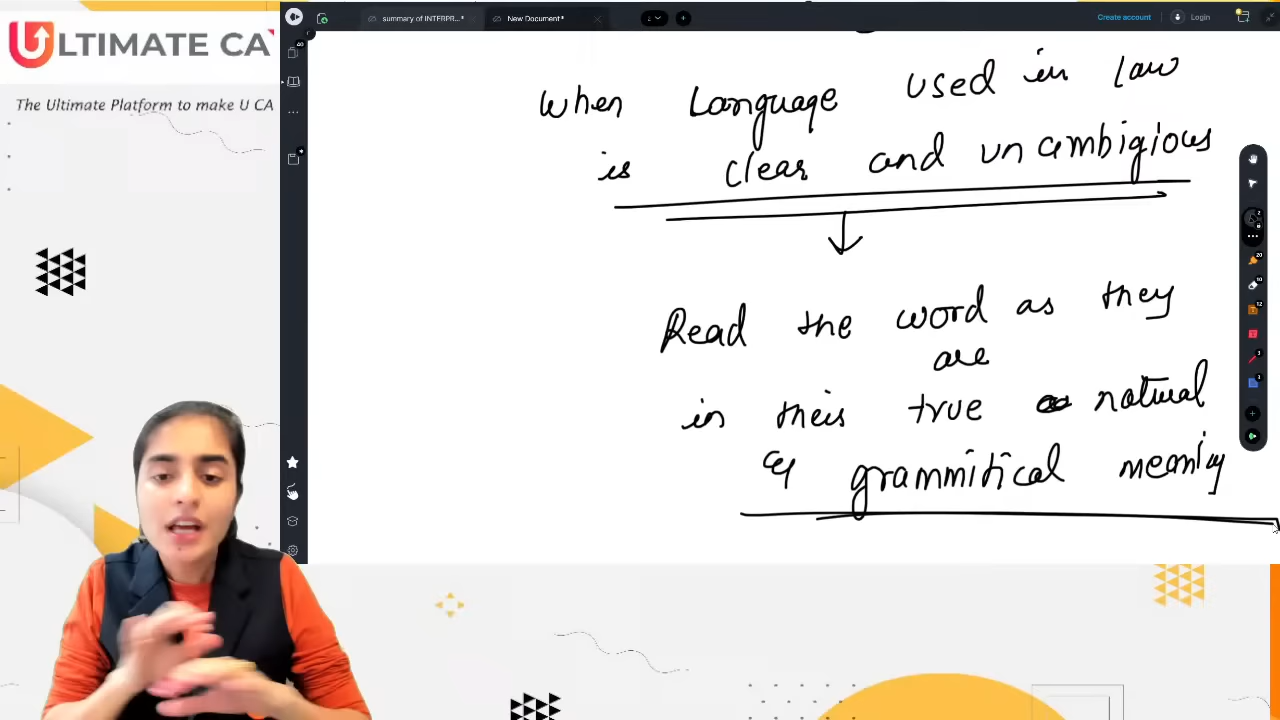 ULTIMATE CA
The Ultimate Platform to make U CA
summary of INTERPR...*
New Document*
2
Create account
Login
When Language used in law
is clear and unambigious
Read the word as they
are
in their true natural
& grammitical meaning